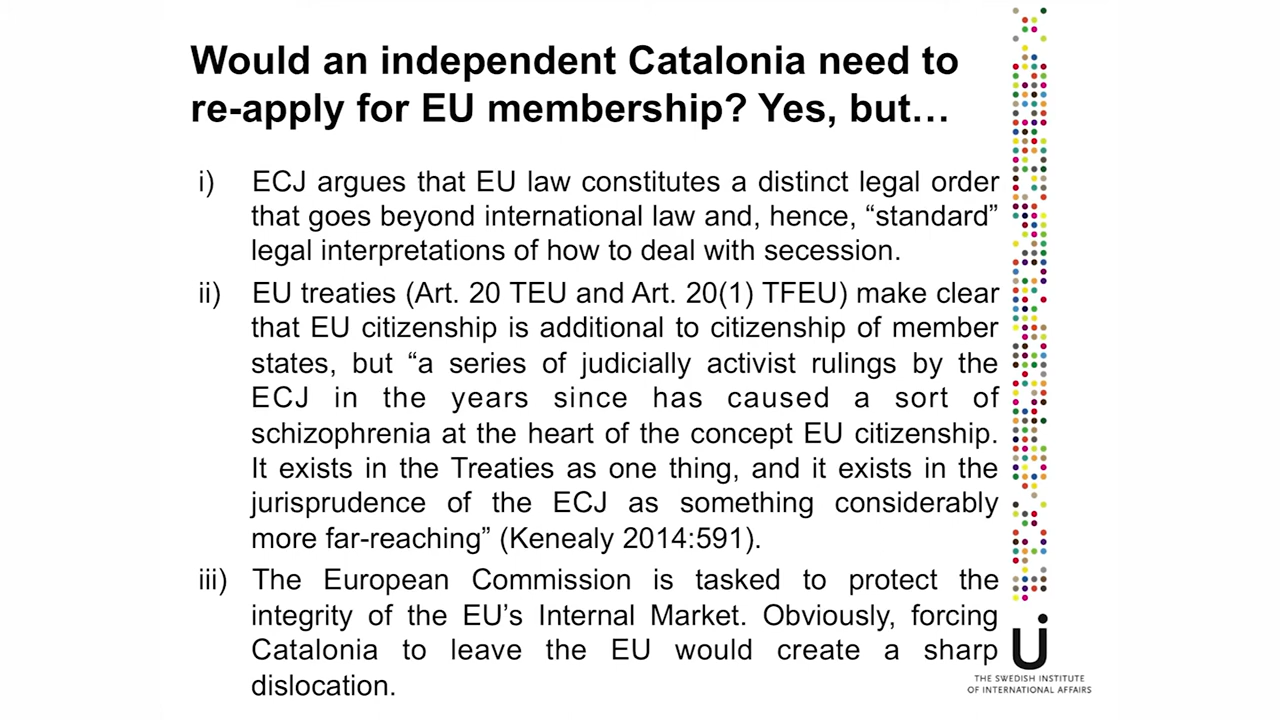 Would an independent Catalonia need to
re-apply for EU membership? Yes, but…
i) ECJ argues that EU law constitutes a distinct legal order
that goes beyond international law and, hence, “standard”
legal interpretations of how to deal with secession.
ii) EU treaties (Art. 20 TEU and Art. 20(1) TFEU) make clear
that EU citizenship is additional to citizenship of member
states, but “a series of judicially activist rulings by the
ECJ in the years since has caused a sort of
schizophrenia at the heart of the concept EU citizenship.
It exists in the Treaties as one thing, and it exists in the
jurisprudence of the ECJ as something considerably
more far-reaching” (Kenealy 2014:591).
iii) The European Commission is tasked to protect the
integrity of the EU’s Internal Market. Obviously, forcing
Catalonia to leave the EU would create a sharp
dislocation.
UI
THE SWEDISH INSTITUTE
OF INTERNATIONAL AFFAIRS